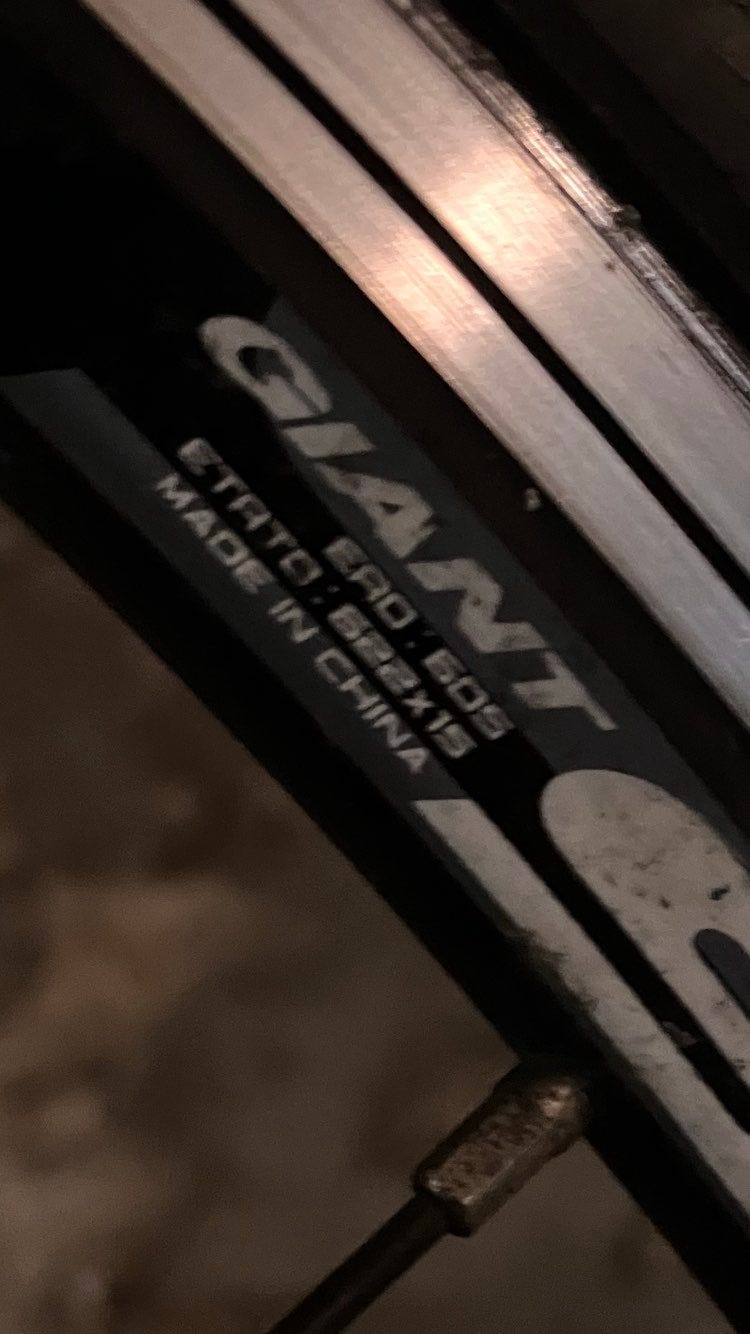 GIANT
ERD : 605
ETRTO : 622X15
MADE IN CHINA